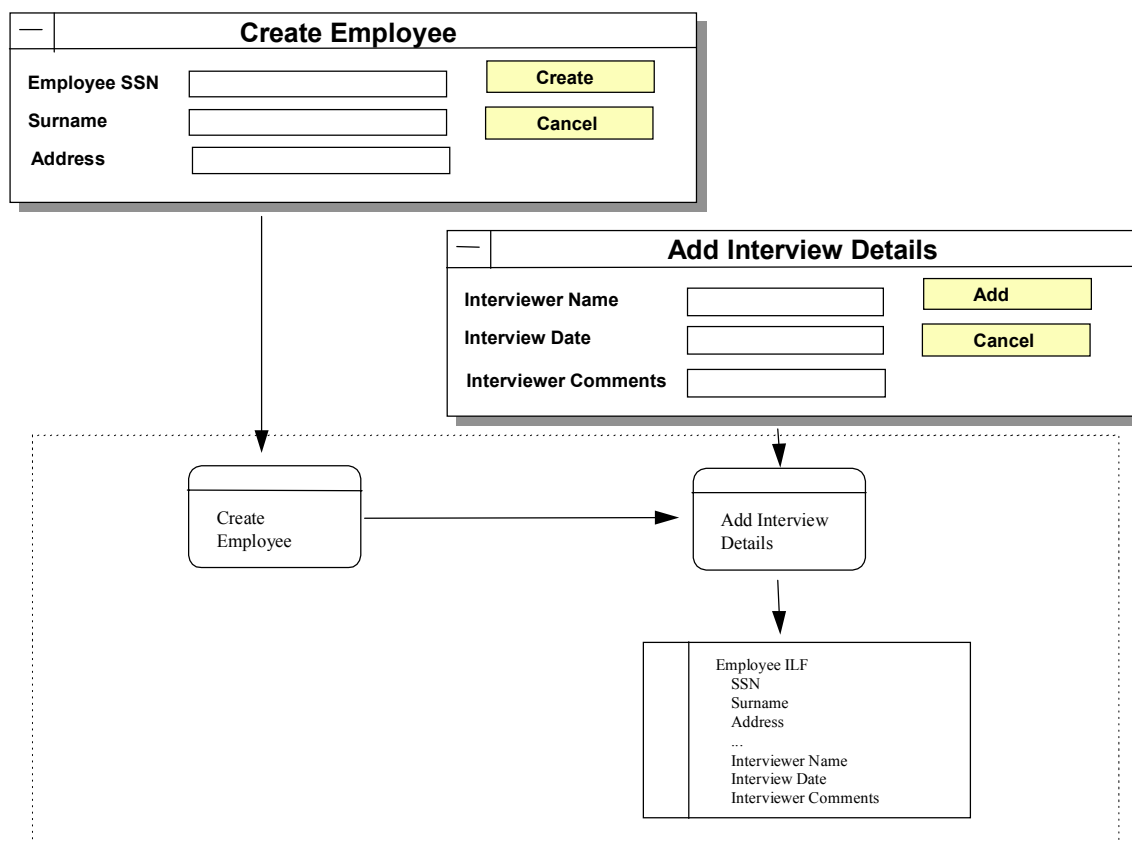 Create Employee
Employee SSN
Create
Surname
Cancel
Address
Add Interview Details
Interviewer Name
Add
Interview Date
Cancel
Interviewer Comments
Create
Employee
Add Interview
Details
Employee ILF
SSN
Surname
Address
...
Interviewer Name
Interview Date
Interviewer Comments